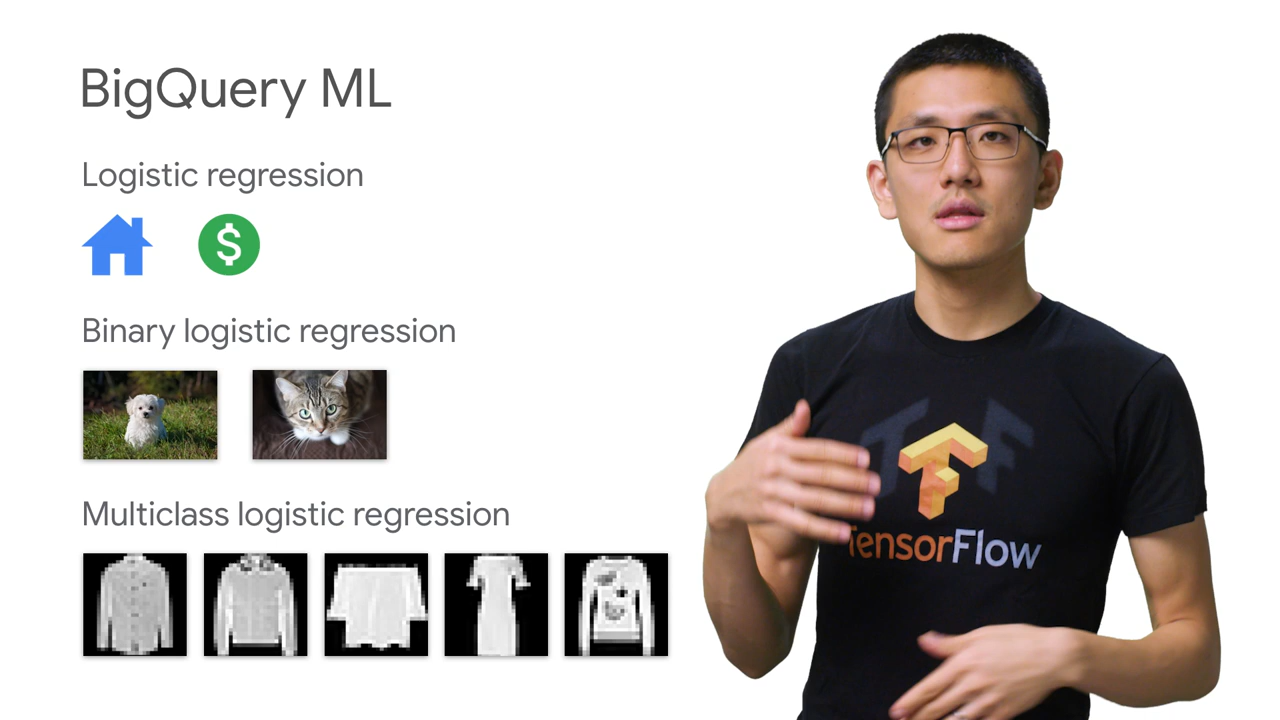 BigQuery ML
Logistic regression
$
Binary logistic regression
Multiclass logistic regression
TensorFlow